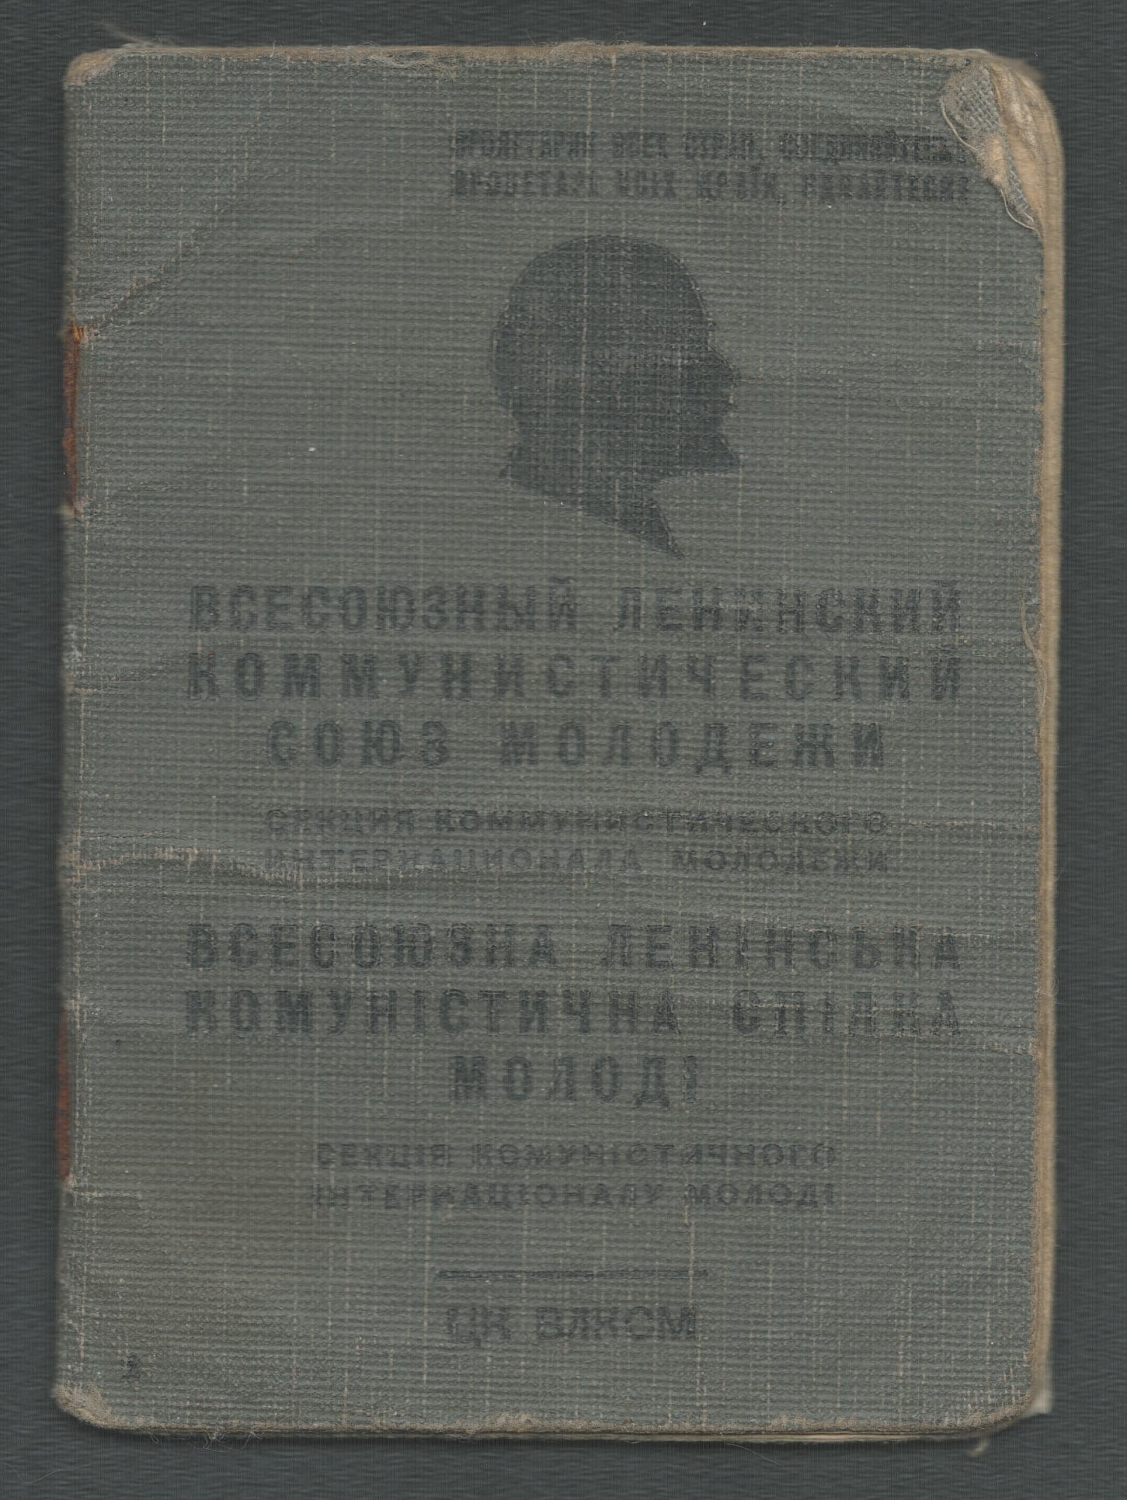 ПРОЛЕТАРИИ ВСЕХ СТРАН, СОЕДИНЯЙТЕСЬ!
ПРОЛЕТАРІ ВСІХ КРАЇН, ЄДНАЙТЕСЯ!
ВСЕСОЮЗНЫЙ ЛЕНИНСКИЙ
КОММУНИСТИЧЕСКИЙ
СОЮЗ МОЛОДЕЖИ
СЕКЦИЯ КОММУНИСТИЧЕСКОГО
ИНТЕРНАЦИОНАЛА МОЛОДЕЖИ
ВСЕСОЮЗНА ЛЕНІНСЬКА
КОМУНІСТИЧНА СПІЛКА
МОЛОДІ
СЕКЦІЯ КОМУНІСТИЧНОГО
ІНТЕРНАЦІОНАЛУ МОЛОДІ
ЦК ВЛКСМ